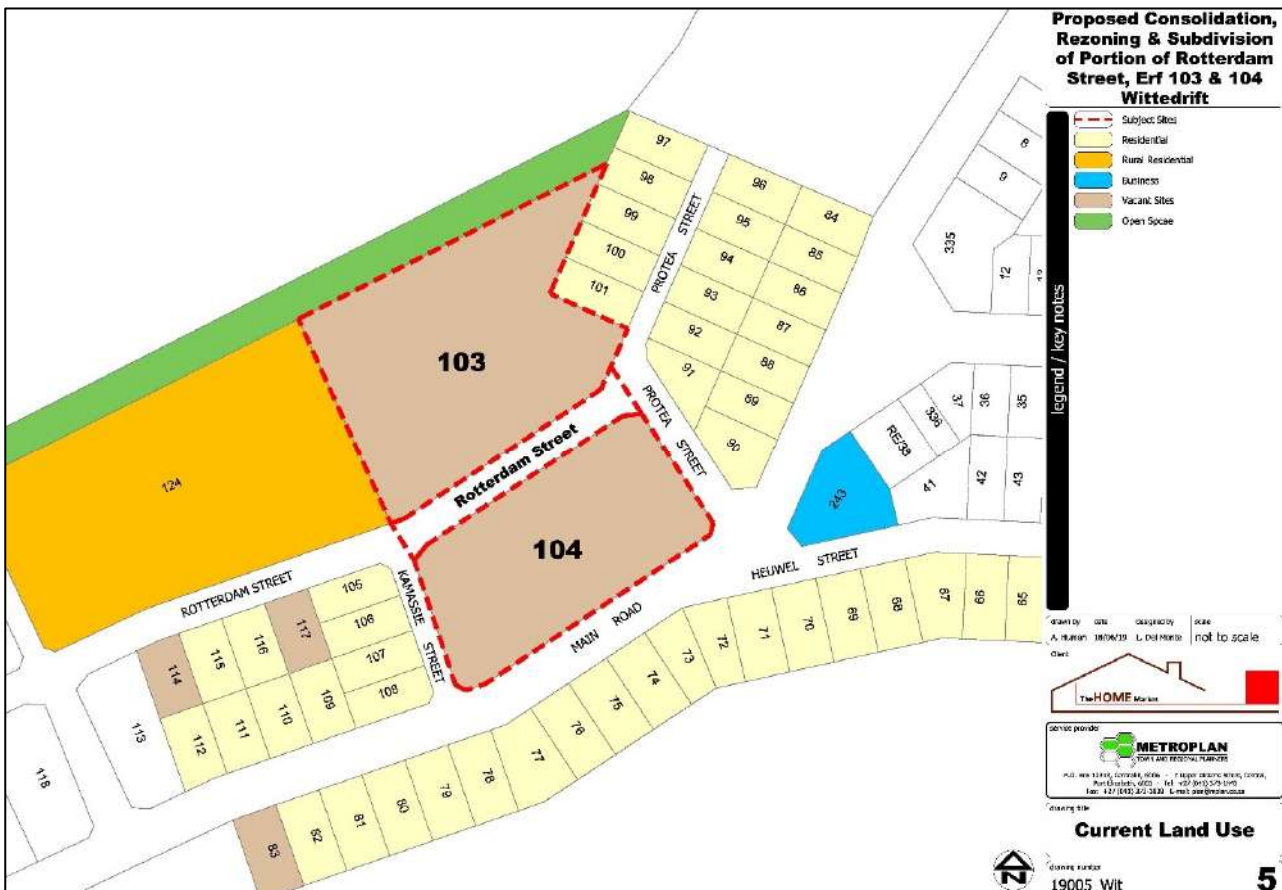 Proposed Consolidation,
Rezoning & Subdivision
of Portion of Rotterdam
Street, Erf 103 & 104
Wittedrift
legend / key notes
Subject Sites
Residential
Rural Residential
Business
Vacant Sites
Open Spcae
97
98
99
100
101
PROTEA STREET
96
95
94
93
92
91
84
85
86
87
88
89
90
8
9
335
12
103
Rotterdam Street
104
PROTEA STREET
124
37
36
35
336
RE/39
41
42
43
243
ROTTERDAM STREET
KAMASSIE STREET
MAIN ROAD
HEUWEL STREET
105
106
107
108
117
116
115
114
113
112
111
110
109
118
65
66
67
68
69
70
71
72
73
74
75
76
77
78
79
80
81
82
83
drawn by
date
designed by
scale
A. Human
18/06/19
L. Del Monte
not to scale
Client
The HOME Market
service provider
METROPLAN
TOWN AND REGIONAL PLANNERS
drawing title
Current Land Use
drawing number
19005_Wit
5
N